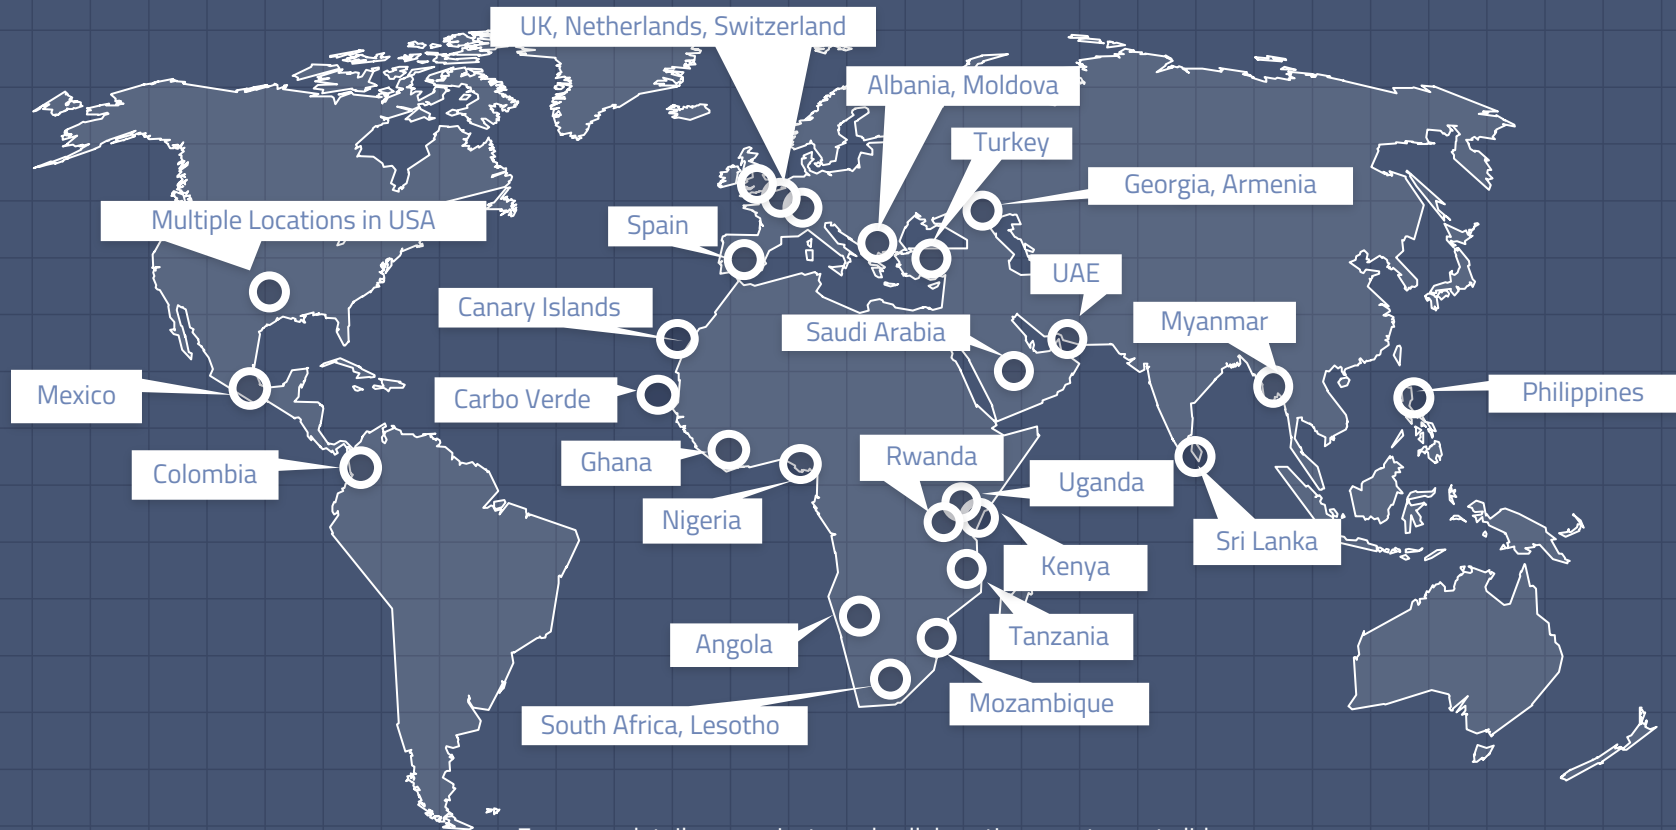 UK, Netherlands, Switzerland
Albania, Moldova
Turkey
Georgia, Armenia
Multiple Locations in USA
Spain
UAE
Canary Islands
Saudi Arabia
Myanmar
Mexico
Carbo Verde
Philippines
Ghana
Rwanda
Colombia
Uganda
Nigeria
Sri Lanka
Kenya
Angola
Tanzania
Mozambique
South Africa, Lesotho